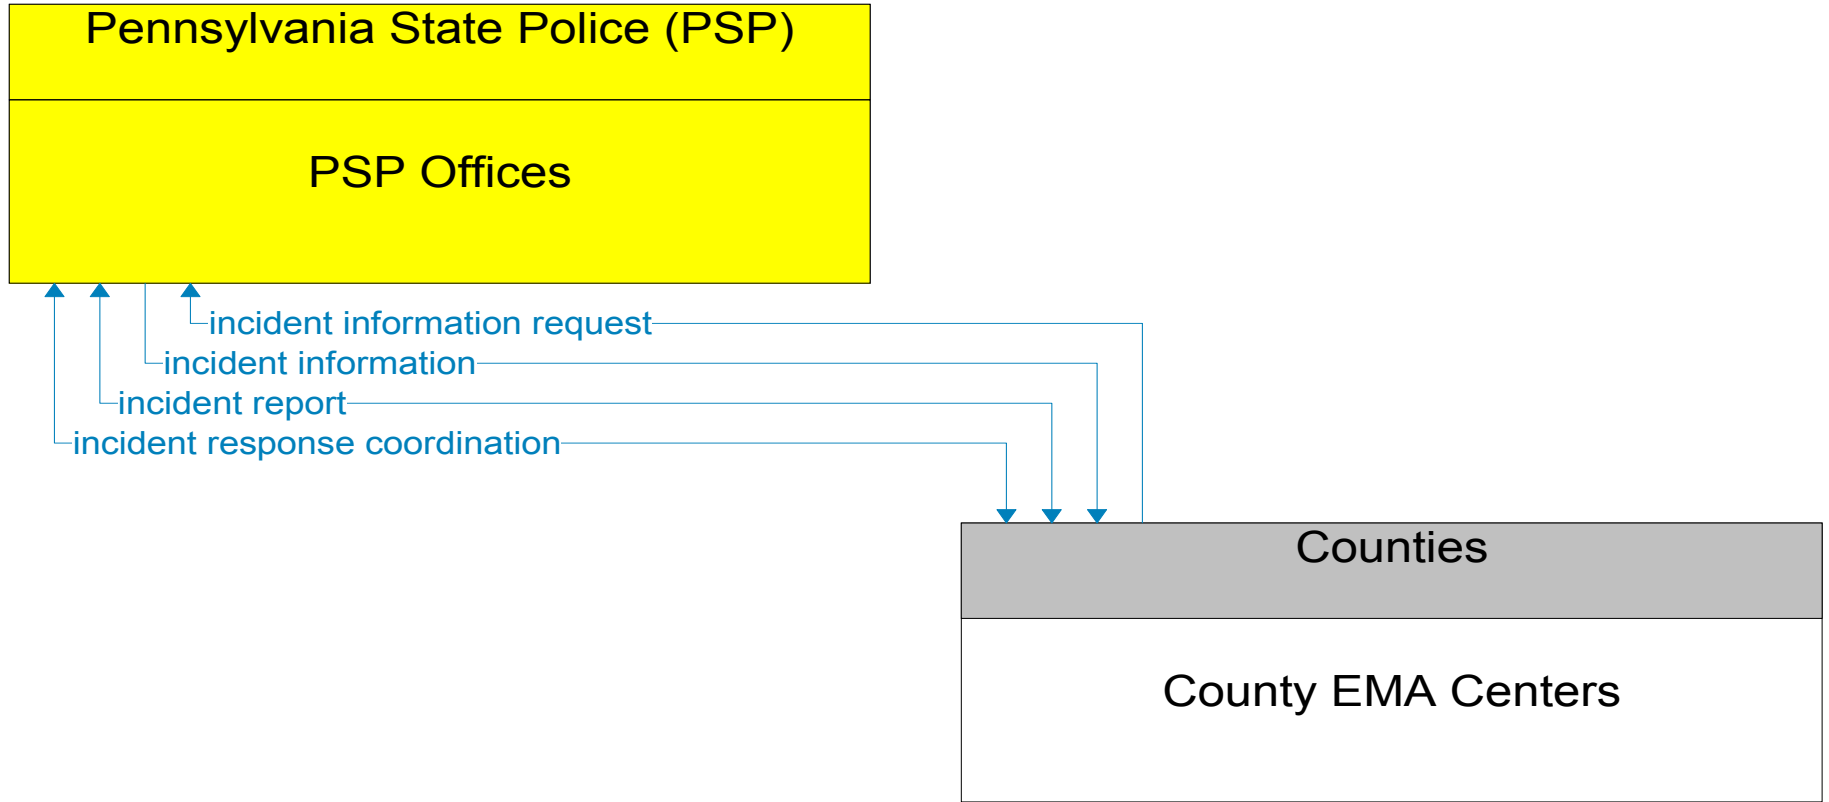 Pennsylvania State Police (PSP)
PSP Offices
incident information request
incident information
incident report
incident response coordination
Counties
County EMA Centers